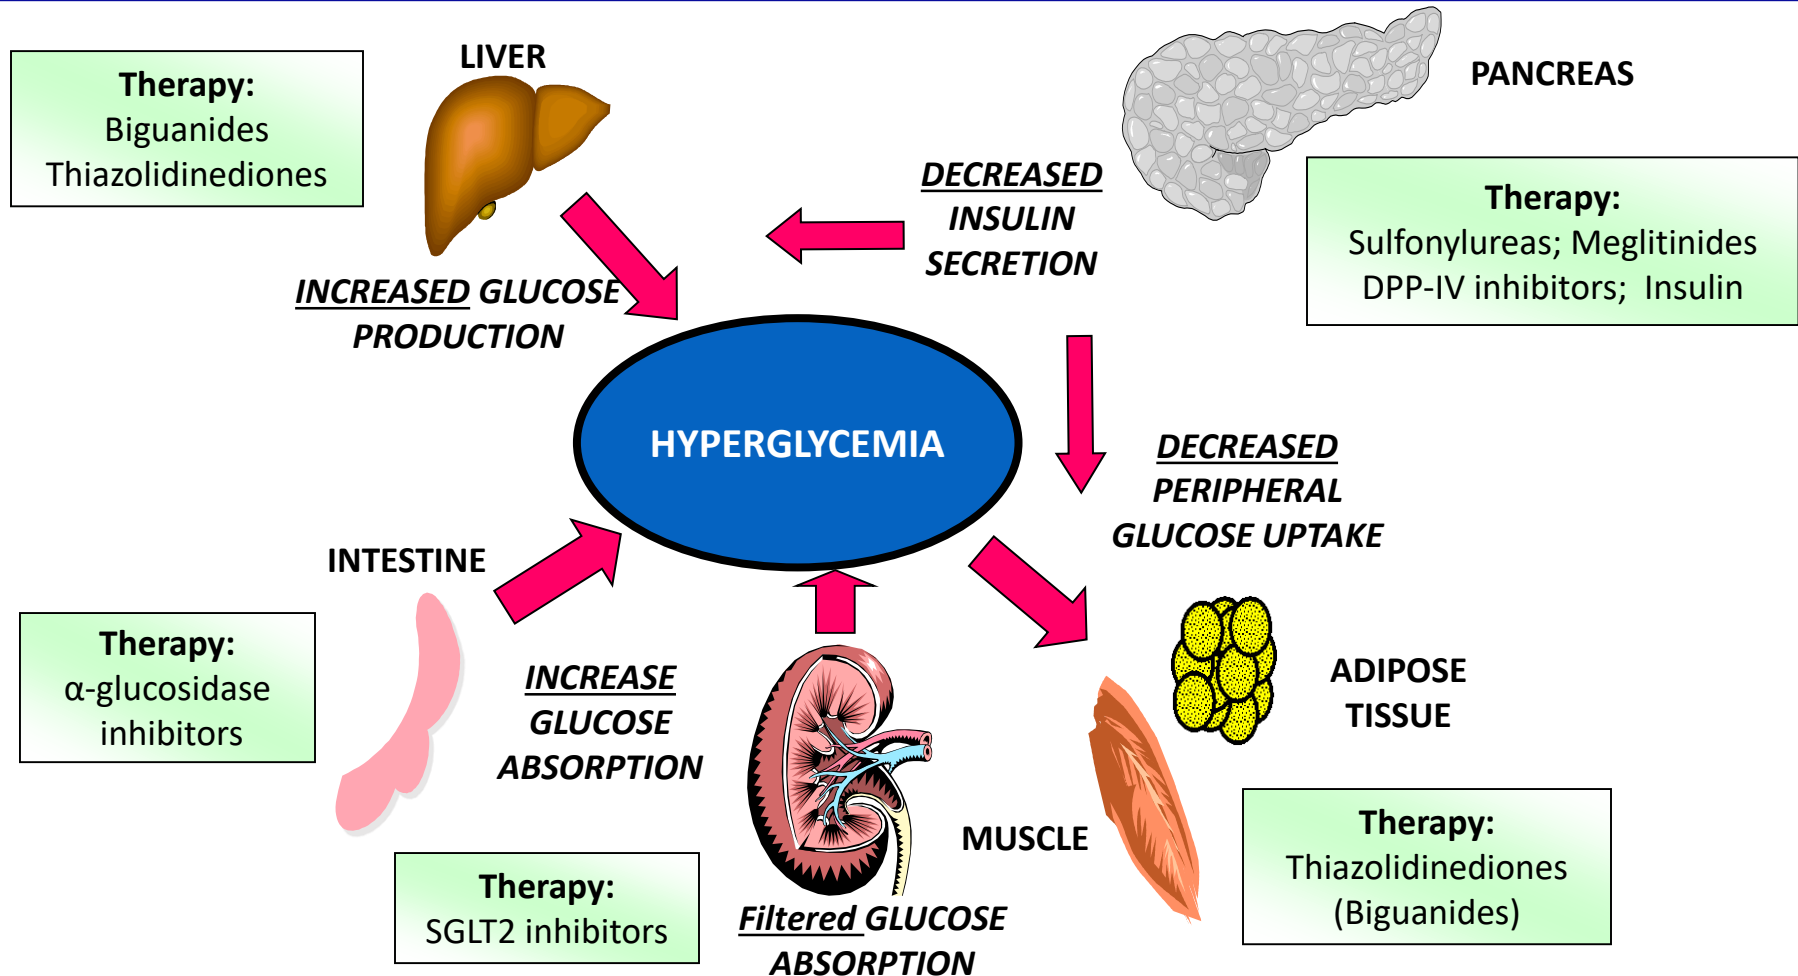 LIVER
Therapy:
Biguanides
Thiazolidinediones
INCREASED GLUCOSE
PRODUCTION
PANCREAS
DECREASED
INSULIN
SECRETION
Therapy:
Sulfonylureas; Meglitinides
DPP-IV inhibitors; Insulin
HYPERGLYCEMIA
DECREASED
PERIPHERAL
GLUCOSE UPTAKE
INTESTINE
Therapy:
α-glucosidase
inhibitors
INCREASE
GLUCOSE
ABSORPTION
ADIPOSE
TISSUE
MUSCLE
Therapy:
Thiazolidinediones
(Biguanides)
Therapy:
SGLT2 inhibitors
Filtered GLUCOSE
ABSORPTION